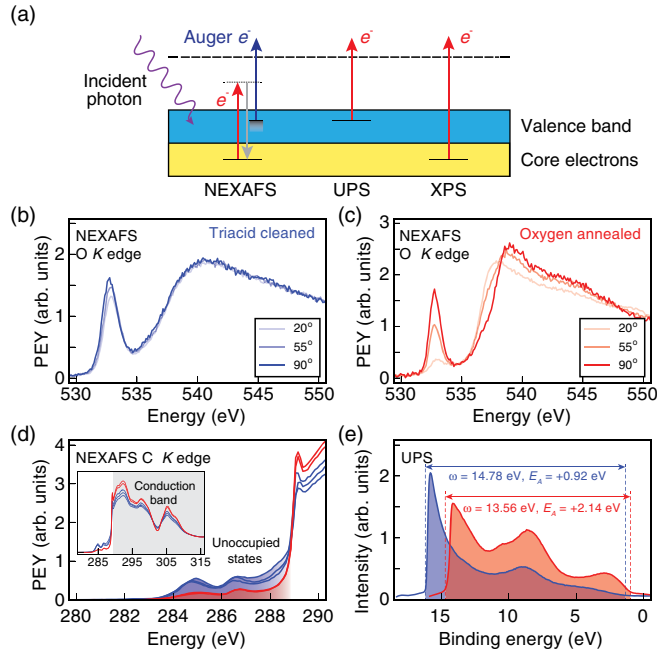 (a)
Auger e-
e-
e-
e-
Incident
photon
Valence band
Core electrons
NEXAFS
UPS
XPS
(b)
NEXAFS
O K edge
Triacid cleaned
PEY (arb. units)
2
1
0
20°
55°
90°
530 535 540 545 550
Energy (eV)
(c)
NEXAFS
O K edge
Oxygen annealed
PEY (arb. units)
3
2
1
0
20°
55°
90°
530 535 540 545 550
Energy (eV)
(d)
NEXAFS C K edge
PEY (arb. units)
4
3
2
1
0
Conduction
band
285 295 305 315
Unoccupied
states
280 282 284 286 288 290
Energy (eV)
(e)
UPS
ω = 14.78 eV, EA = +0.92 eV
ω = 13.56 eV, EA = +2.14 eV
Intensity (arb. units)
2
1
0
15 10 5 0
Binding energy (eV)